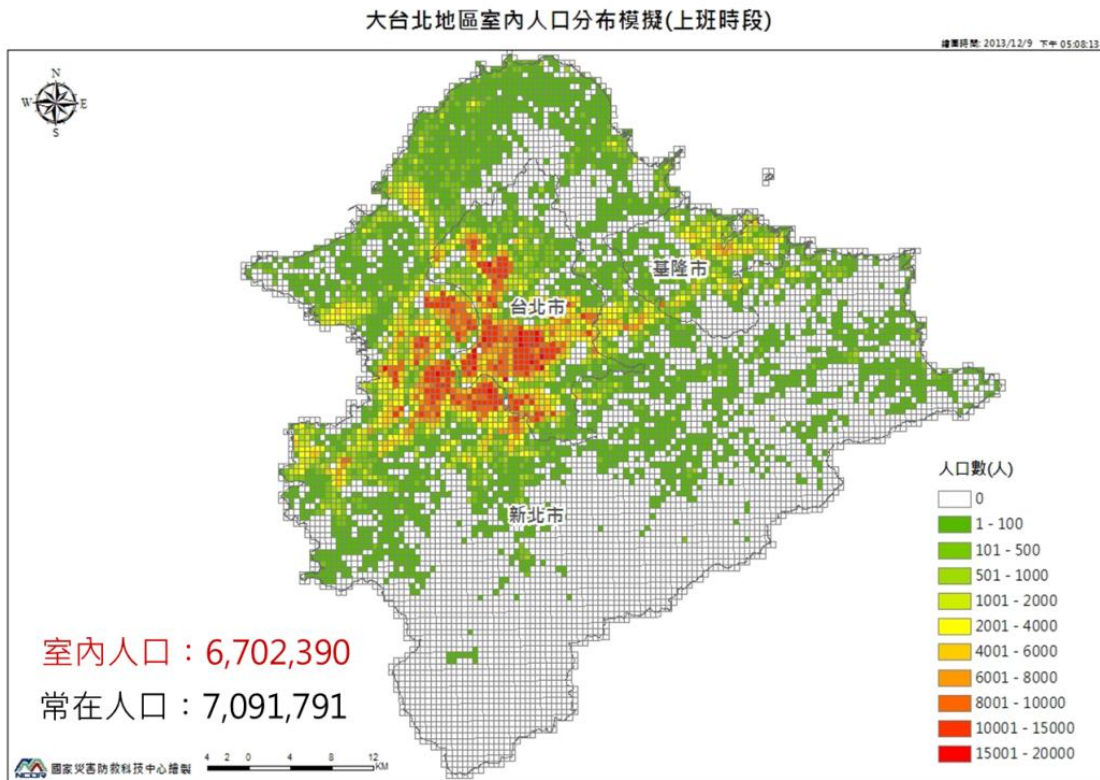 大台北地區室內人口分布模擬(上班時段)
繪圖時間: 2013/12/9 下午 05:08:13
N
W E
S
基隆市
台北市
新北市
人口數(人)
0
1 - 100
101 - 500
501 - 1000
1001 - 2000
2001 - 4000
4001 - 6000
6001 - 8000
8001 - 10000
10001 - 15000
15001 - 20000
室內人口：6,702,390
常在人口：7,091,791
NCDR 國家災害防救科技中心繪製
4 2 0 4 8 12
KM